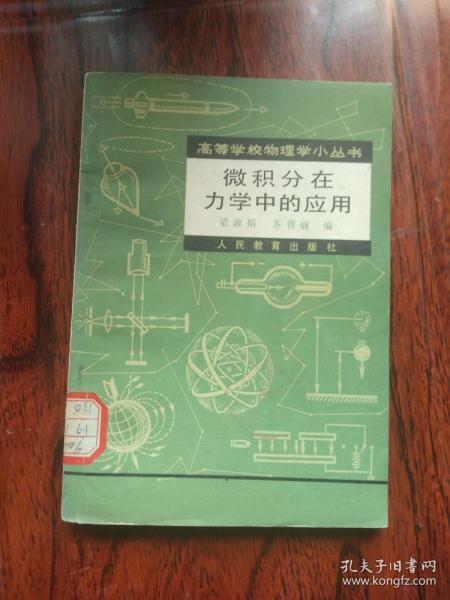 高等学校物理学小丛书
微积分在
力学中的应用
梁淑娟 苏曾燧 编
人民教育出版社
孔夫子旧书网
www.kongfz.com